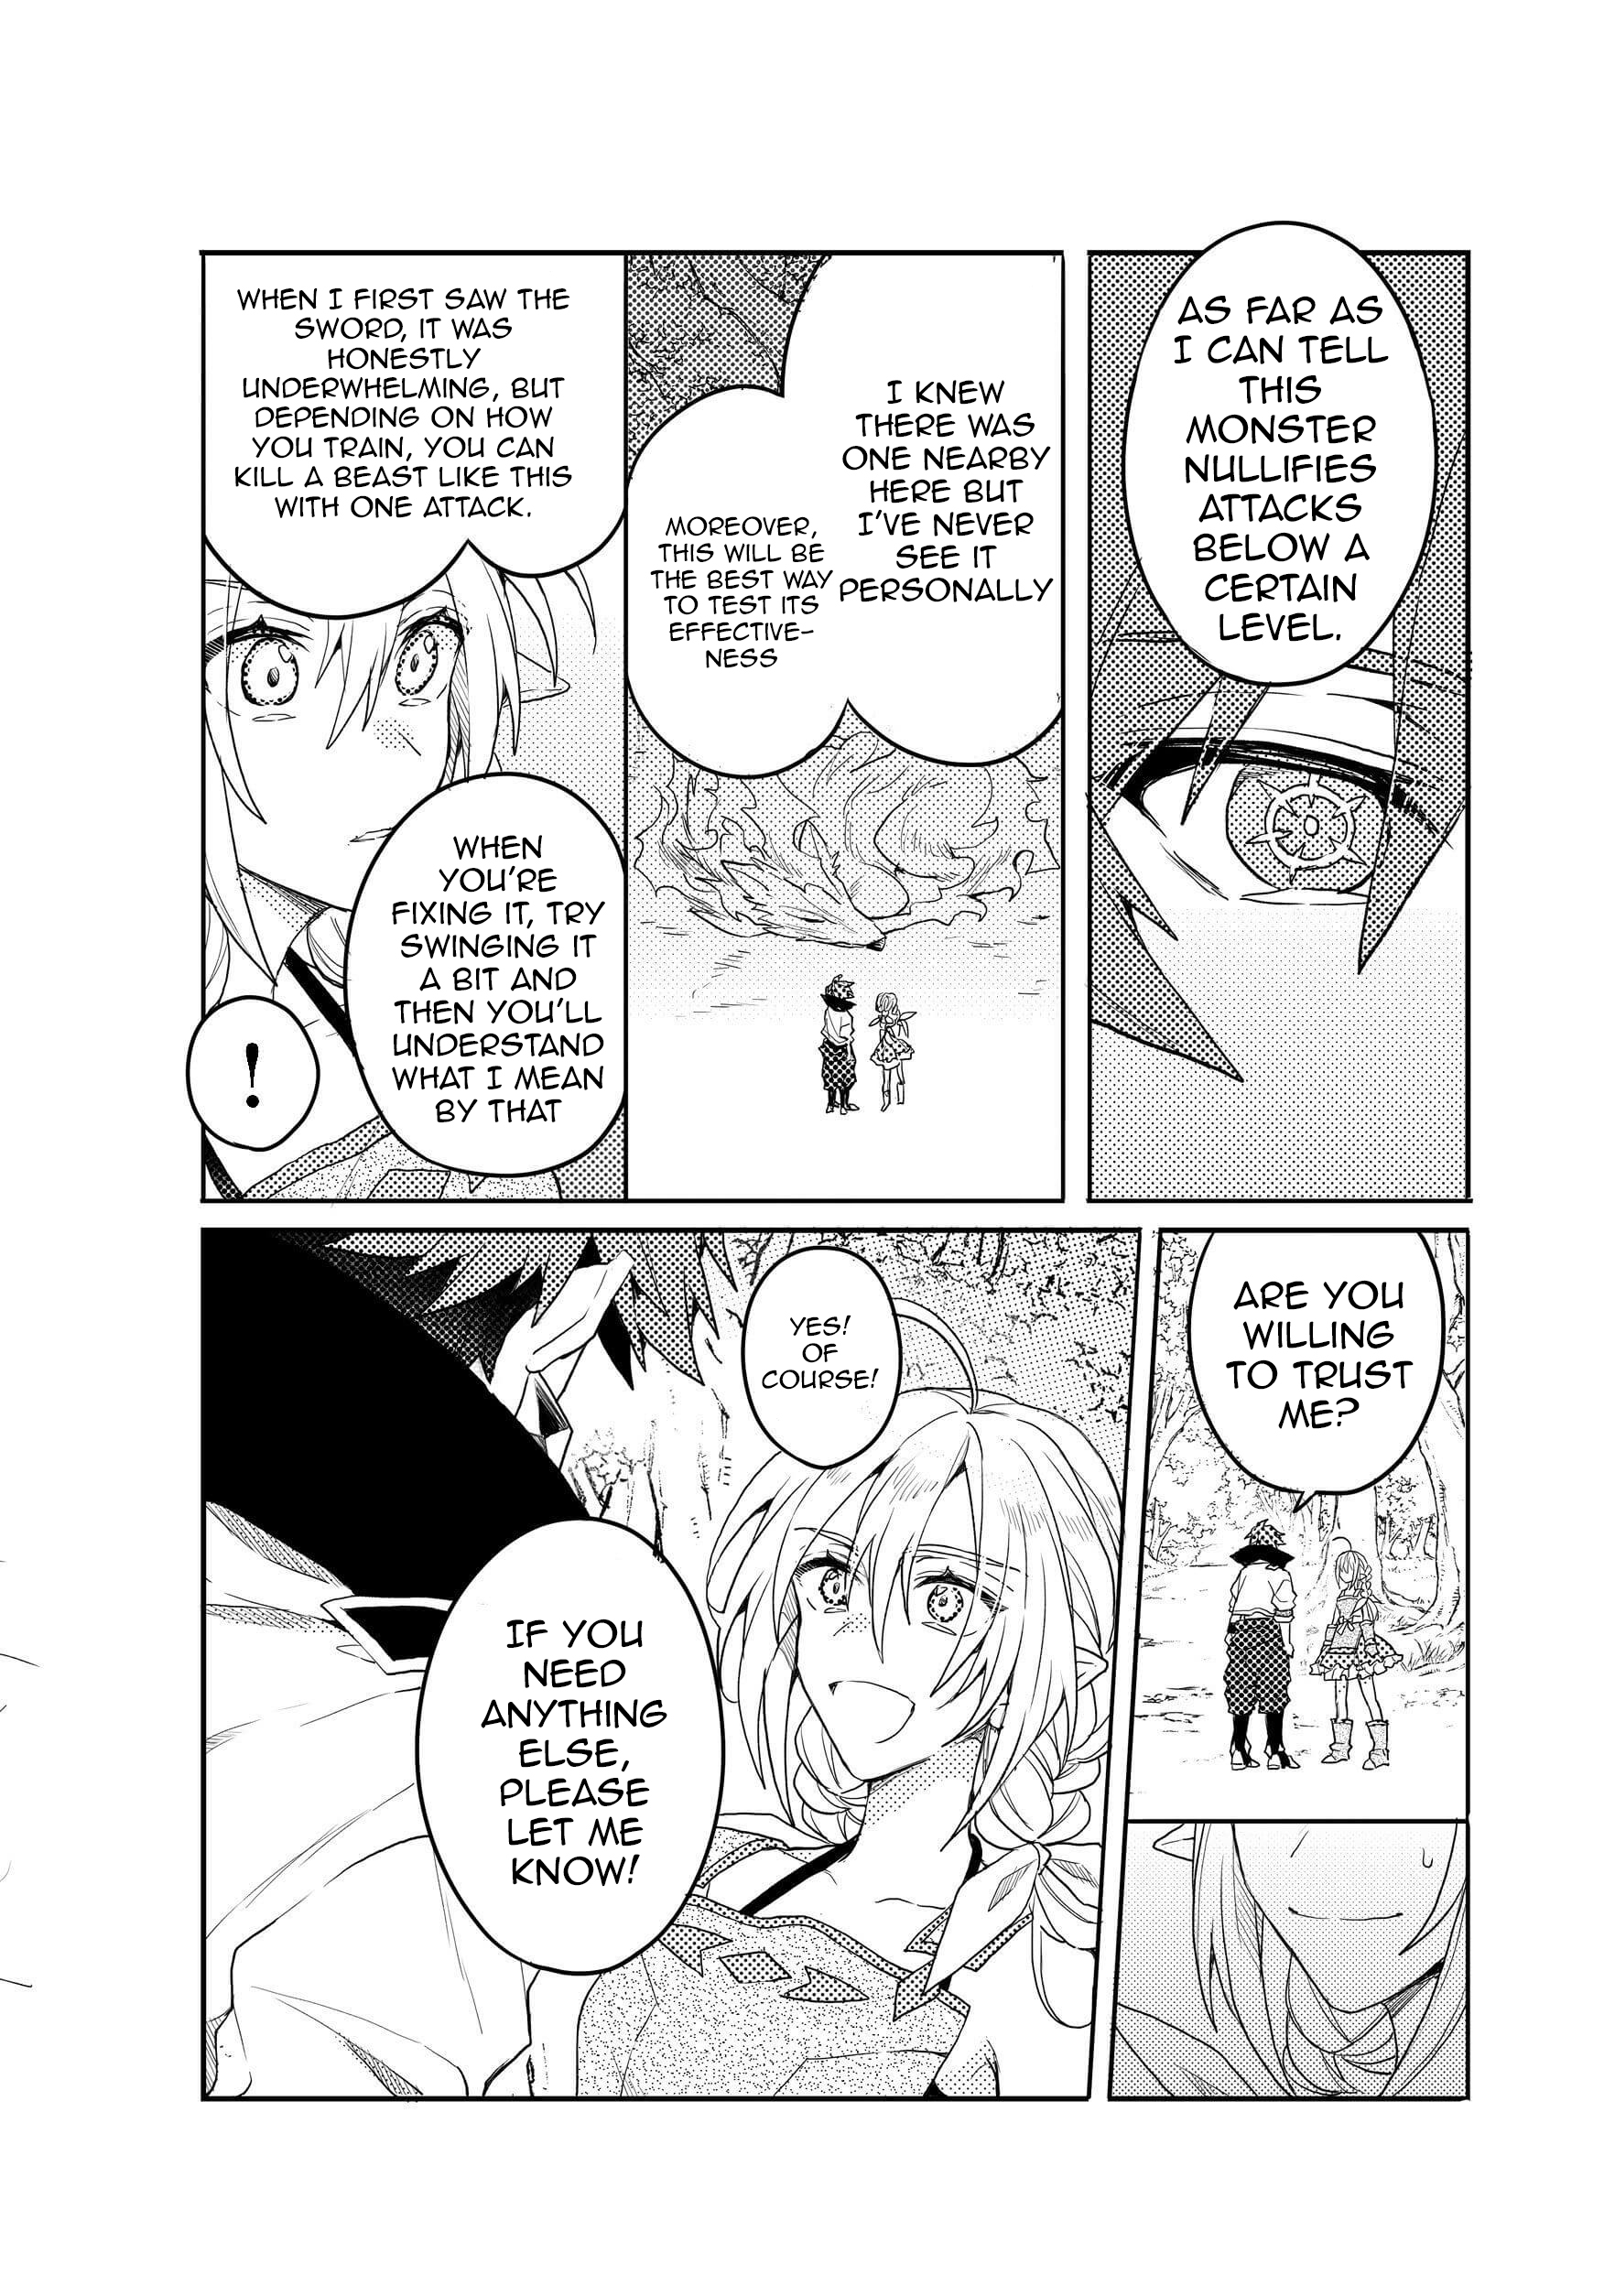 AS FAR AS
I CAN TELL
THIS
MONSTER
NULLIFIES
ATTACKS
BELOW A
CERTAIN
LEVEL.
I KNEW
THERE WAS
ONE NEARBY
HERE BUT
I'VE NEVER
SEE IT
PERSONALLY
MOREOVER,
THIS WILL BE
THE BEST WAY
TO TEST ITS
EFFECTIVE-
NESS
WHEN I FIRST SAW THE
SWORD, IT WAS
HONESTLY
UNDERWHELMING, BUT
DEPENDING ON HOW
YOU TRAIN, YOU CAN
KILL A BEAST LIKE THIS
WITH ONE ATTACK.
WHEN
YOU'RE
FIXING IT, TRY
SWINGING IT
A BIT AND
THEN YOU'LL
UNDERSTAND
WHAT I MEAN
BY THAT
!
ARE YOU
WILLING
TO TRUST
ME?
YES!
OF
COURSE!
IF YOU
NEED
ANYTHING
ELSE,
PLEASE
LET ME
KNOW!